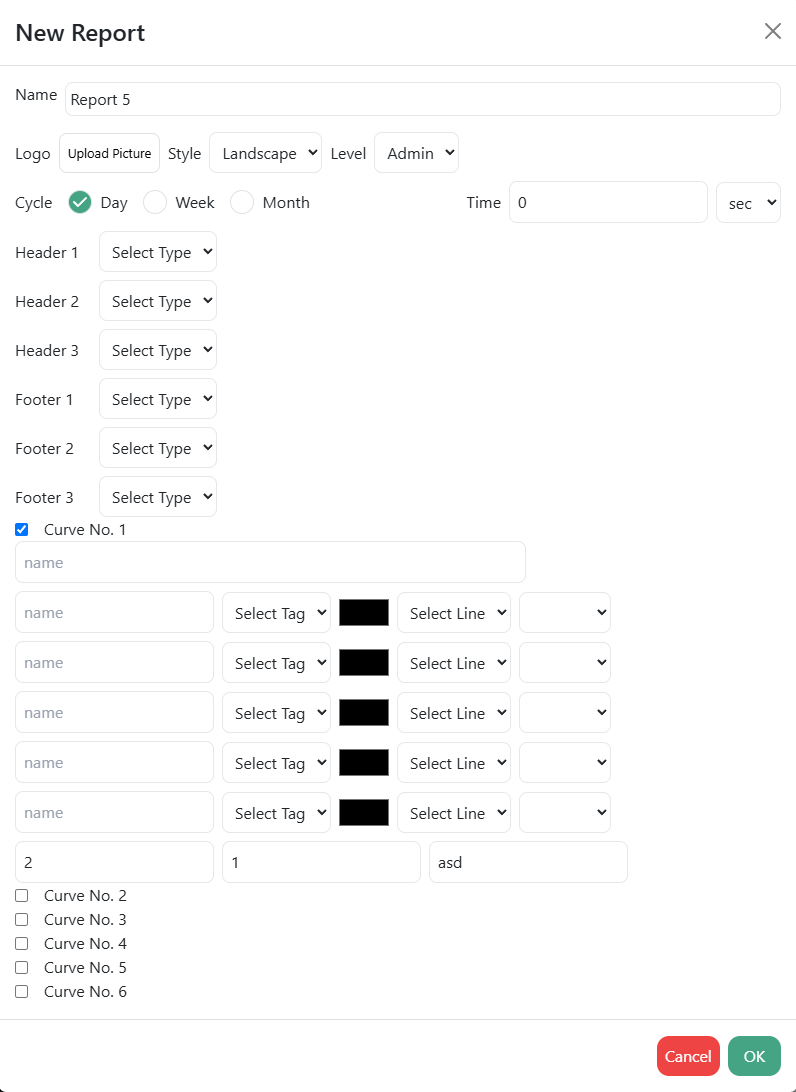 New Report
Name Report 5
Logo Upload Picture Style Landscape Level Admin
Cycle Day Week Month Time 0 sec
Header 1 Select Type
Header 2 Select Type
Header 3 Select Type
Footer 1 Select Type
Footer 2 Select Type
Footer 3 Select Type
Curve No. 1
name
name Select Tag Select Line
name Select Tag Select Line
name Select Tag Select Line
name Select Tag Select Line
name Select Tag Select Line
2 1 asd
Curve No. 2
Curve No. 3
Curve No. 4
Curve No. 5
Curve No. 6
Cancel OK